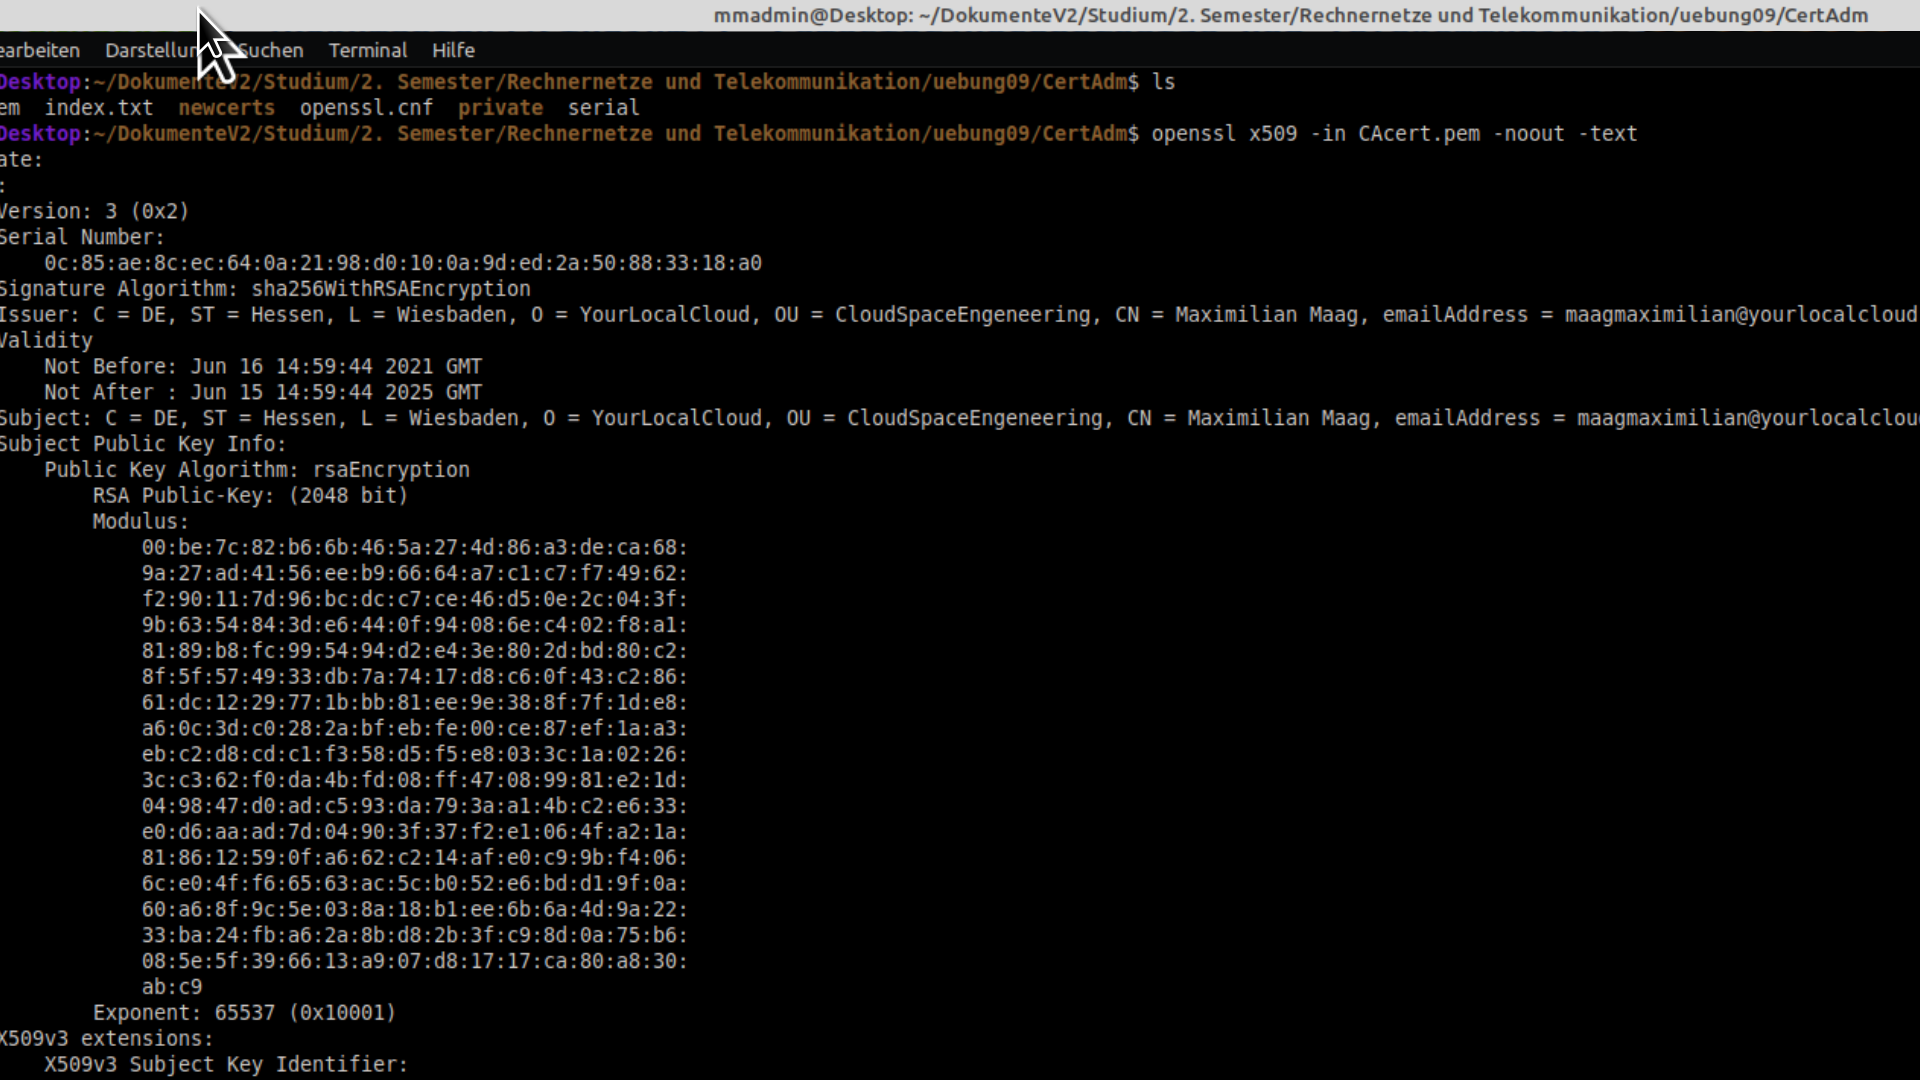 mmadmin@Desktop: ~/DokumenteV2/Studium/2. Semester/Rechnernetze und Telekommunikation/uebung09/CertAdm
earbeiten Darstellun Suchen Terminal Hilfe
Desktop:~/DokumenteV2/Studium/2. Semester/Rechnernetze und Telekommunikation/uebung09/CertAdm$ ls
em index.txt newcerts openssl.cnf private serial
Desktop:~/DokumenteV2/Studium/2. Semester/Rechnernetze und Telekommunikation/uebung09/CertAdm$ openssl x509 -in CAcert.pem -noout -text
ate:
:
Version: 3 (0x2)
Serial Number:
0c:85:ae:8c:ec:64:0a:21:98:d0:10:0a:9d:ed:2a:50:88:33:18:a0
Signature Algorithm: sha256WithRSAEncryption
Issuer: C = DE, ST = Hessen, L = Wiesbaden, O = YourLocalCloud, OU = CloudSpaceEngeneering, CN = Maximilian Maag, emailAddress = maagmaximilian@yourlocalcloud
Validity
Not Before: Jun 16 14:59:44 2021 GMT
Not After : Jun 15 14:59:44 2025 GMT
Subject: C = DE, ST = Hessen, L = Wiesbaden, O = YourLocalCloud, OU = CloudSpaceEngeneering, CN = Maximilian Maag, emailAddress = maagmaximilian@yourlocalclou
Subject Public Key Info:
Public Key Algorithm: rsaEncryption
RSA Public-Key: (2048 bit)
Modulus:
00:be:7c:82:b6:6b:46:5a:27:4d:86:a3:de:ca:68:
9a:27:ad:41:56:ee:b9:66:64:a7:c1:c7:f7:49:62:
f2:90:11:7d:96:bc:dc:c7:ce:46:d5:0e:2c:04:3f:
9b:63:54:84:3d:e6:44:0f:94:08:6e:c4:02:f8:a1:
81:89:b8:fc:99:54:94:d2:e4:3e:80:2d:bd:80:c2:
8f:5f:57:49:33:db:7a:74:17:d8:c6:0f:43:c2:86:
61:dc:12:29:77:1b:bb:81:ee:9e:38:8f:7f:1d:e8:
a6:0c:3d:c0:28:2a:bf:eb:fe:00:ce:87:ef:1a:a3:
eb:c2:d8:cd:c1:f3:58:d5:f5:e8:03:3c:1a:02:26:
3c:c3:62:f0:da:4b:fd:08:ff:47:08:99:81:e2:1d:
04:98:47:d0:ad:c5:93:da:79:3a:a1:4b:c2:e6:33:
e0:d6:aa:ad:7d:04:90:3f:37:f2:e1:06:4f:a2:1a:
81:86:12:59:0f:a6:62:c2:14:af:e0:c9:9b:f4:06:
6c:e0:4f:f6:65:63:ac:5c:b0:52:e6:bd:d1:9f:0a:
60:a6:8f:9c:5e:03:8a:18:b1:ee:6b:6a:4d:9a:22:
33:ba:24:fb:a6:2a:8b:d8:2b:3f:c9:8d:0a:75:b6:
08:5e:5f:39:66:13:a9:07:d8:17:17:ca:80:a8:30:
ab:c9
Exponent: 65537 (0x10001)
X509v3 extensions:
X509v3 Subject Key Identifier: